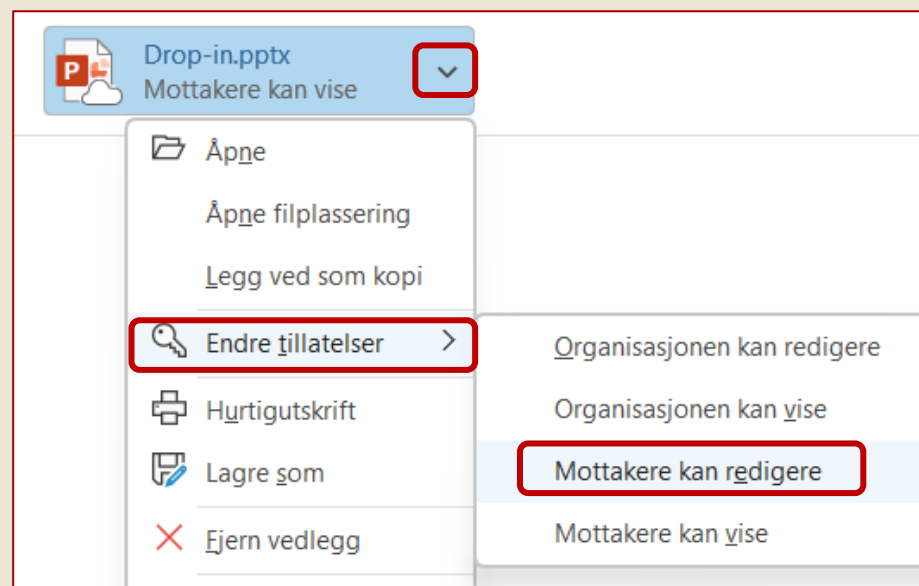 P
Drop-in.pptx
Mottakere kan vise
Åpne
Åpne filplassering
Legg ved som kopi
Endre tillatelser
Hurtigutskrift
Lagre som
Fjern vedlegg
Organisasjonen kan redigere
Organisasjonen kan vise
Mottakere kan redigere
Mottakere kan vise